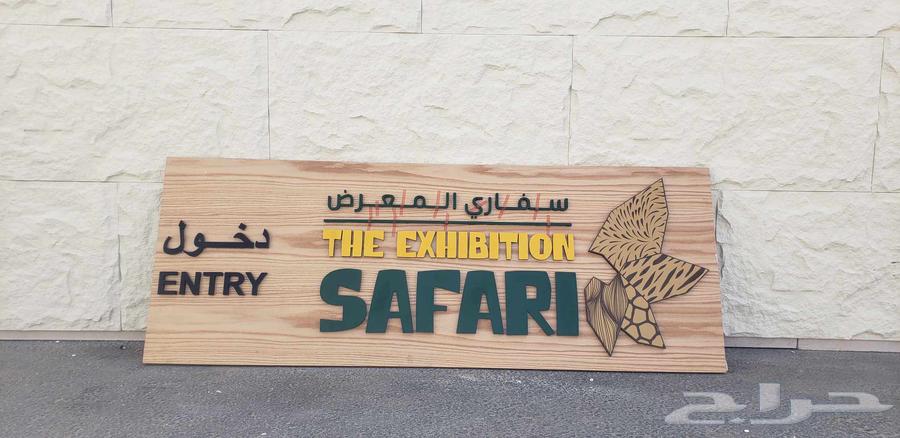 دخول
ENTRY
سفاري المعرض
THE EXHIBITION
SAFARI
حراج